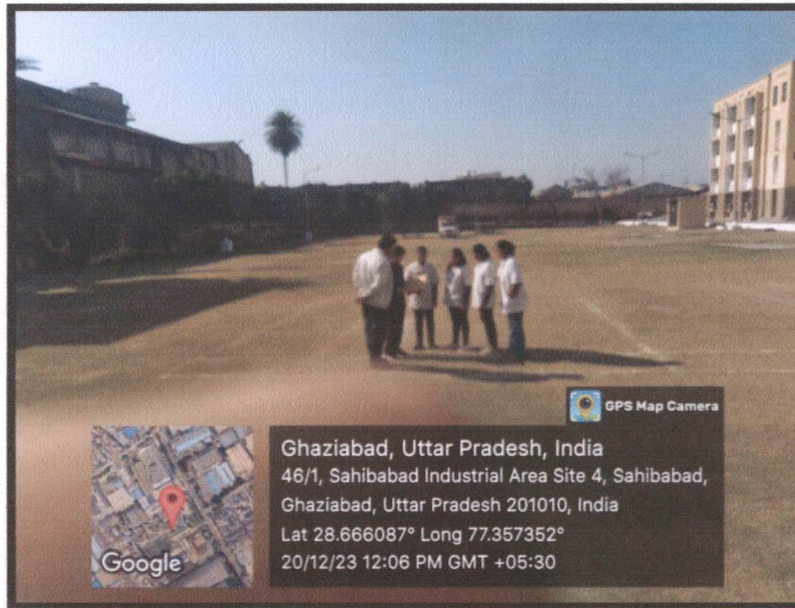 GPS Map Camera
Ghaziabad, Uttar Pradesh, India
46/1, Sahibabad Industrial Area Site 4, Sahibabad,
Ghaziabad, Uttar Pradesh 201010, India
Lat 28.666087° Long 77.357352°
20/12/23 12:06 PM GMT +05:30
Google